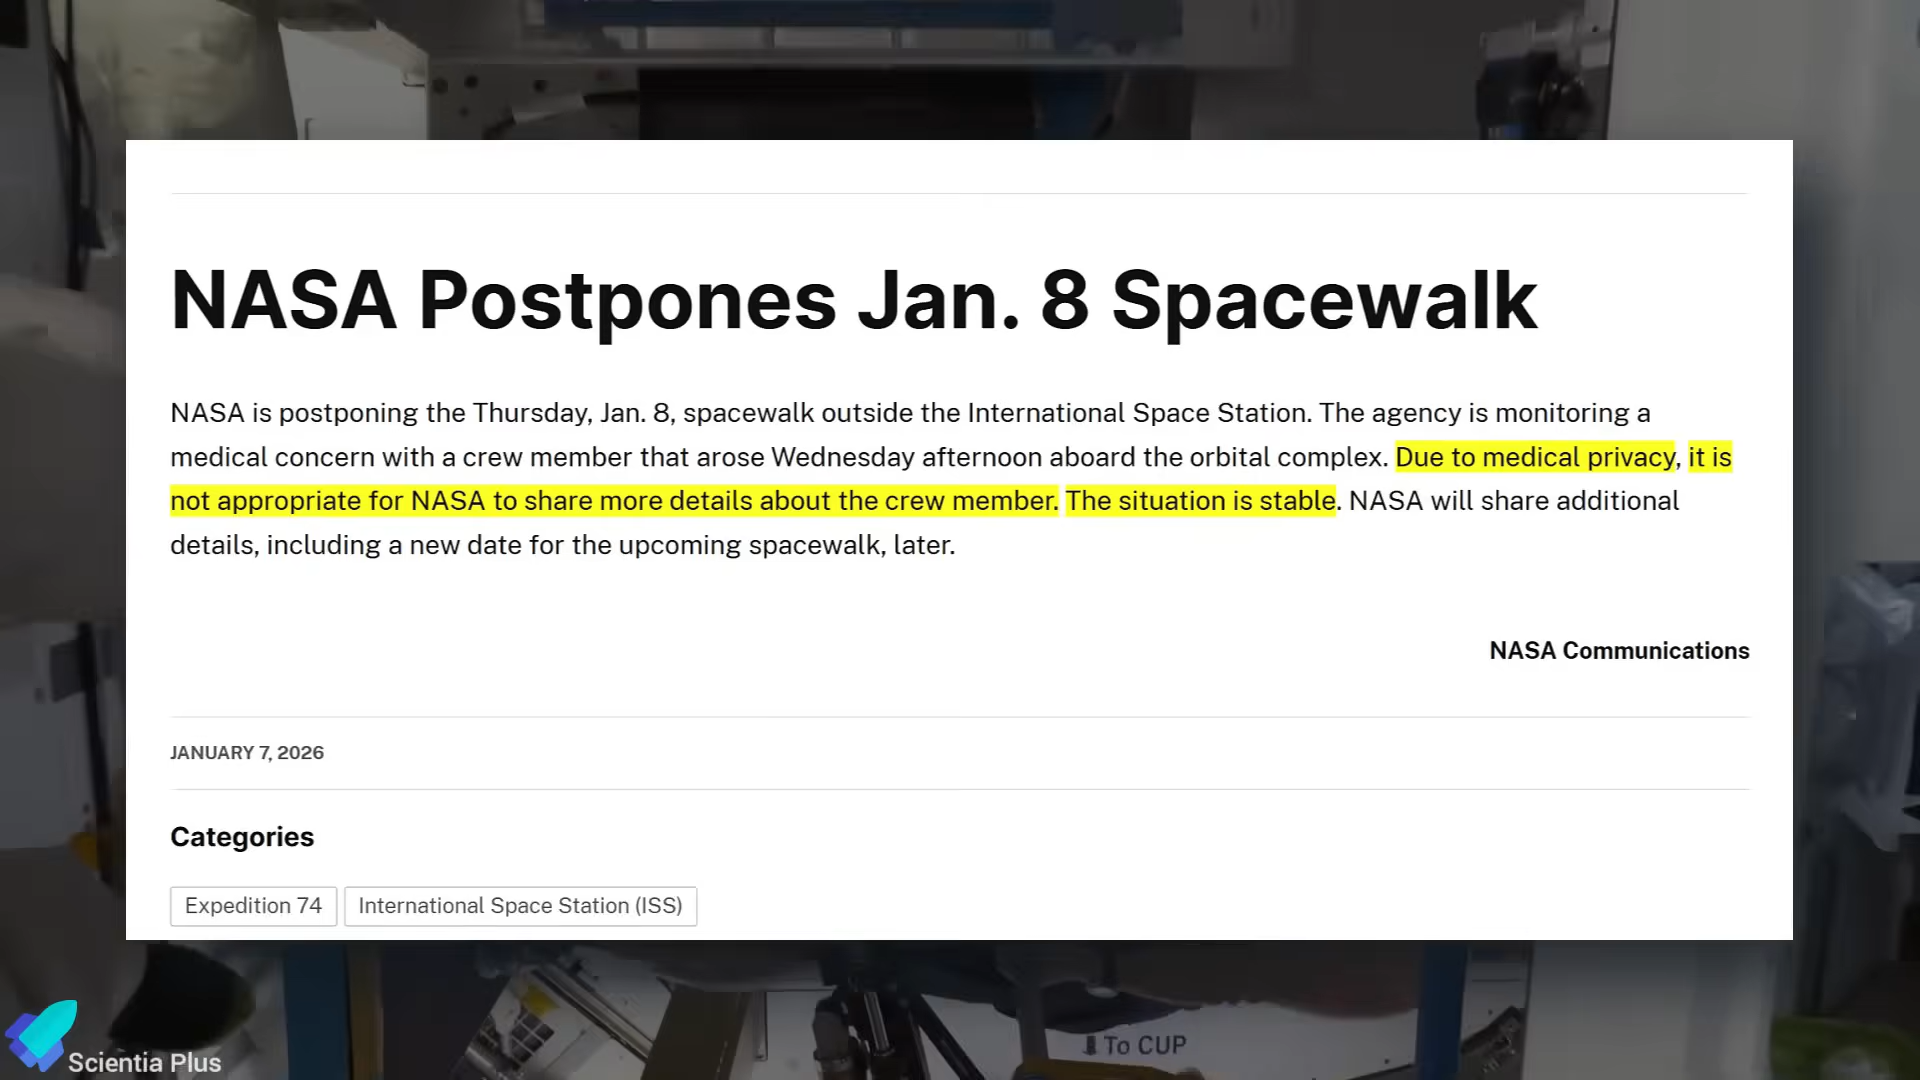 NASA Postpones Jan. 8 Spacewalk
NASA is postponing the Thursday, Jan. 8, spacewalk outside the International Space Station. The agency is monitoring a
medical concern with a crew member that arose Wednesday afternoon aboard the orbital complex. Due to medical privacy, it is
not appropriate for NASA to share more details about the crew member. The situation is stable. NASA will share additional
details, including a new date for the upcoming spacewalk, later.
NASA Communications
JANUARY 7, 2026
Categories
Expedition 74
International Space Station (ISS)
To CUP
Scientia Plus